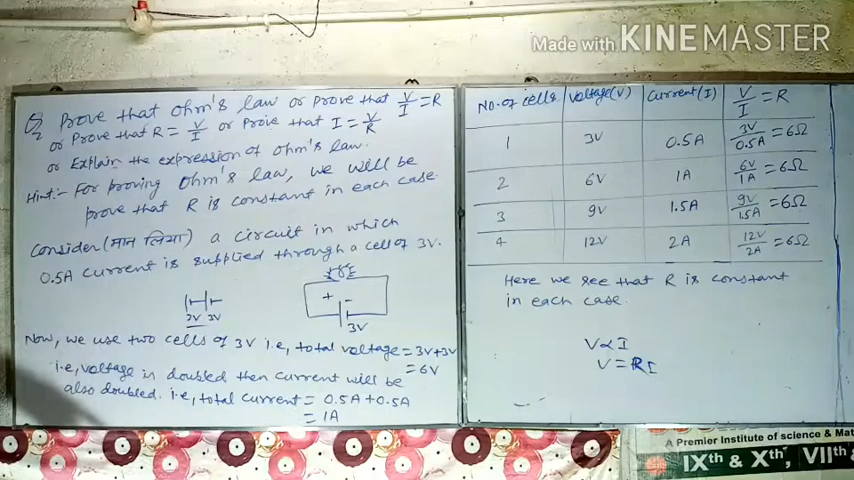 Made with KINEMASTER
Q2 Prove that Ohm's law or prove that V/I = R
or Prove that R = V/I or Prove that I = V/R
or Explain the expression of Ohm's law.
Hint:- For proving Ohm's law, we will be
prove that R is constant in each case.
Consider (मान लिया) a circuit in which
0.5A current is supplied through a cell of 3V.
+ -
2V 3V
3V
Now, we use two cells of 3V i.e, total voltage = 3V+3V
= 6V
i.e, voltage is doubled then current will be
also doubled. i.e, total current = 0.5A + 0.5A
= 1A
No. of cells Voltage(V) Current(I) V/I = R
1 3V 0.5A 3V/0.5A = 6Ω
2 6V 1A 6V/1A = 6Ω
3 9V 1.5A 9V/1.5A = 6Ω
4 12V 2A 12V/2A = 6Ω
Here we see that R is constant
in each case.
V∝I
V = RI
A Premier Institute of science & Mat
IXth & Xth, VIIth